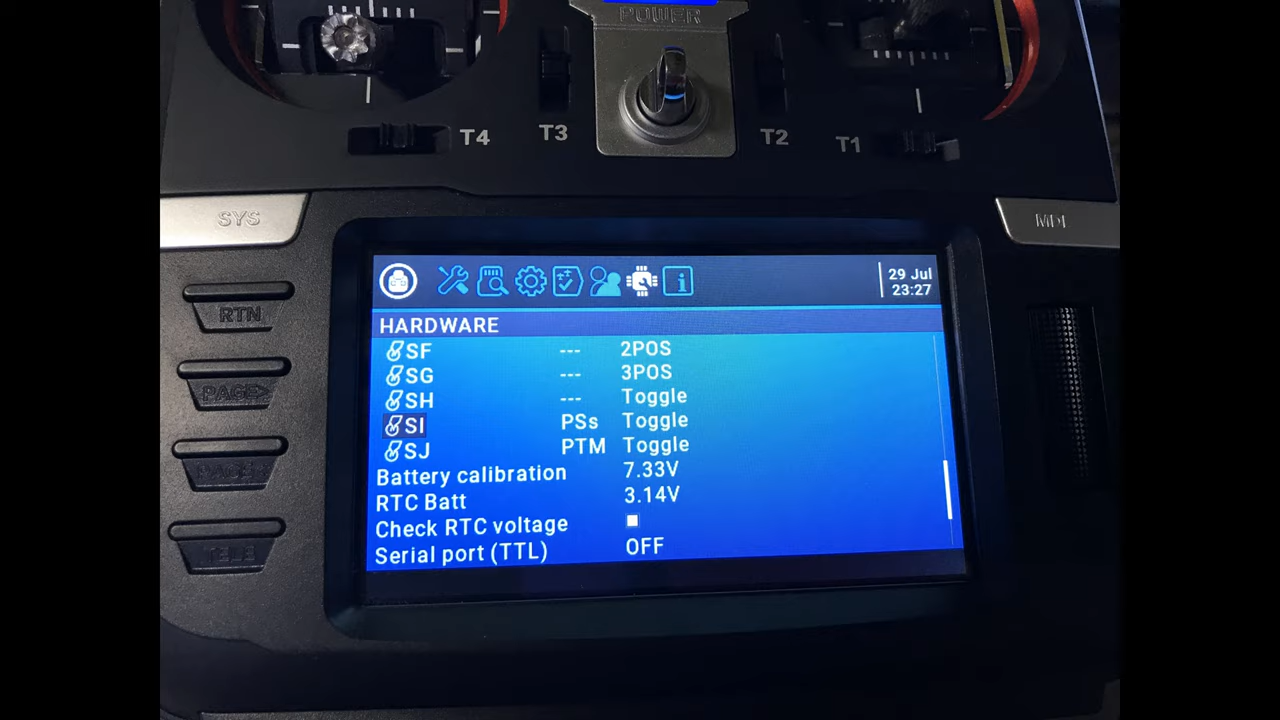 POWER
T4
T3
T2
T1
SYS
MDL
RTN
PAGE>
PAGE<
TELE
29 Jul
23:27
HARDWARE
SF --- 2POS
SG --- 3POS
SH --- Toggle
SI PSs Toggle
SJ PTM Toggle
Battery calibration 7.33V
RTC Batt 3.14V
Check RTC voltage
Serial port (TTL) OFF